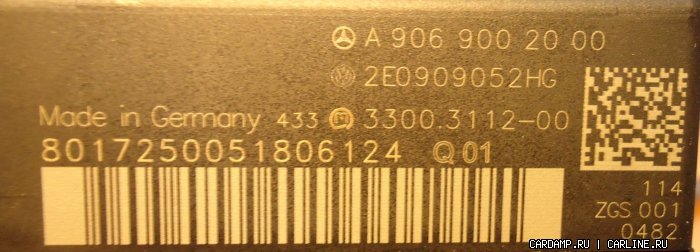 A 906 900 20 00
2E0909052HG
Made in Germany 433 3300.3112-00
8017250051806124 Q01
114
ZGS 001
0482
CARDAMP.RU | CARLINE.RU